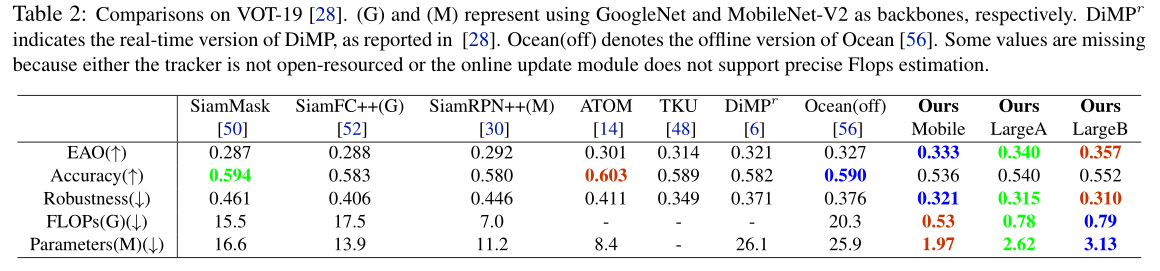 Table 2: Comparisons on VOT-19 [28]. (G) and (M) represent using GoogleNet and MobileNet-V2 as backbones, respectively. DiMPʳ
indicates the real-time version of DiMP, as reported in [28]. Ocean(off) denotes the offline version of Ocean [56]. Some values are missing
because either the tracker is not open-resourced or the online update module does not support precise Flops estimation.
SiamMask SiamFC++(G) SiamRPN++(M) ATOM TKU DiMPʳ Ocean(off) Ours Ours Ours
[50] [52] [30] [14] [48] [6] [56] Mobile LargeA LargeB
EAO(↑) 0.287 0.288 0.292 0.301 0.314 0.321 0.327 0.333 0.340 0.357
Accuracy(↑) 0.594 0.583 0.580 0.603 0.589 0.582 0.590 0.536 0.540 0.552
Robustness(↓) 0.461 0.406 0.446 0.411 0.349 0.371 0.376 0.321 0.315 0.310
FLOPs(G)(↓) 15.5 17.5 7.0 - - - 20.3 0.53 0.78 0.79
Parameters(M)(↓) 16.6 13.9 11.2 8.4 - 26.1 25.9 1.97 2.62 3.13